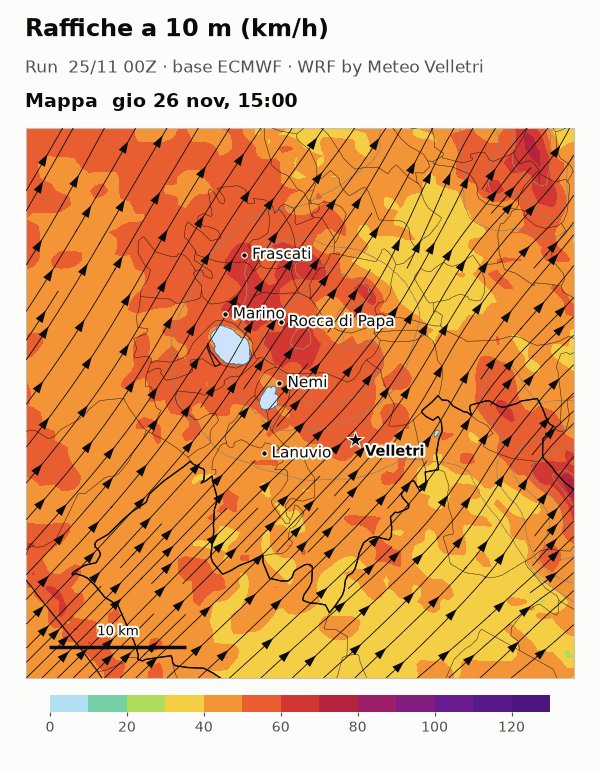 Raffiche a 10 m (km/h)
Run  25/11 00Z · base ECMWF · WRF by Meteo Velletri
Mappa  gio 26 nov, 15:00
Frascati
Marino
Rocca di Papa
Nemi
Velletri
Lanuvio
10 km
0 20 40 60 80 100 120